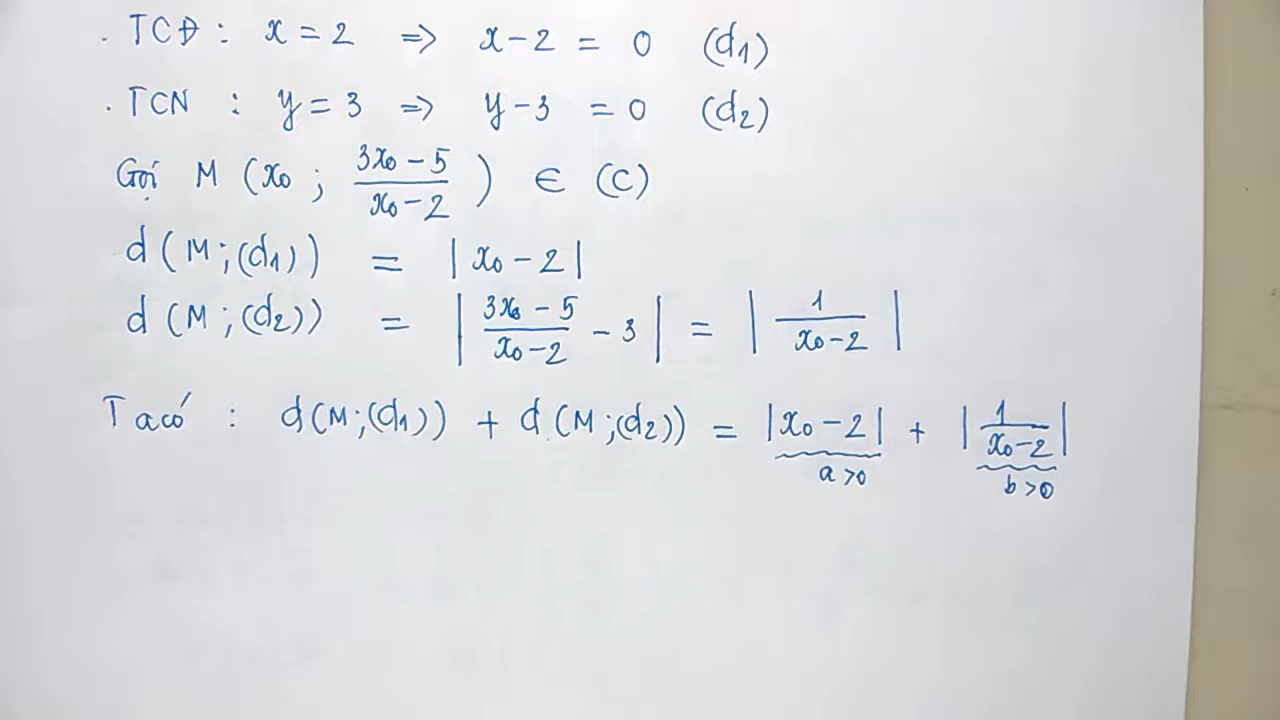 . TCĐ : x = 2 => x - 2 = 0 (d1)
. TCN : y = 3 => y - 3 = 0 (d2)
Gọi M (x₀ ; (3x₀ - 5)/(x₀ - 2)) ∈ (C)
d (M ; (d1)) = |x₀ - 2|
d (M ; (d2)) = |(3x₀ - 5)/(x₀ - 2) - 3| = |1/(x₀ - 2)|
Ta có : d(M ; (d1)) + d (M ; (d2)) = |x₀ - 2| + |1/(x₀ - 2)|
a > 0 b > 0